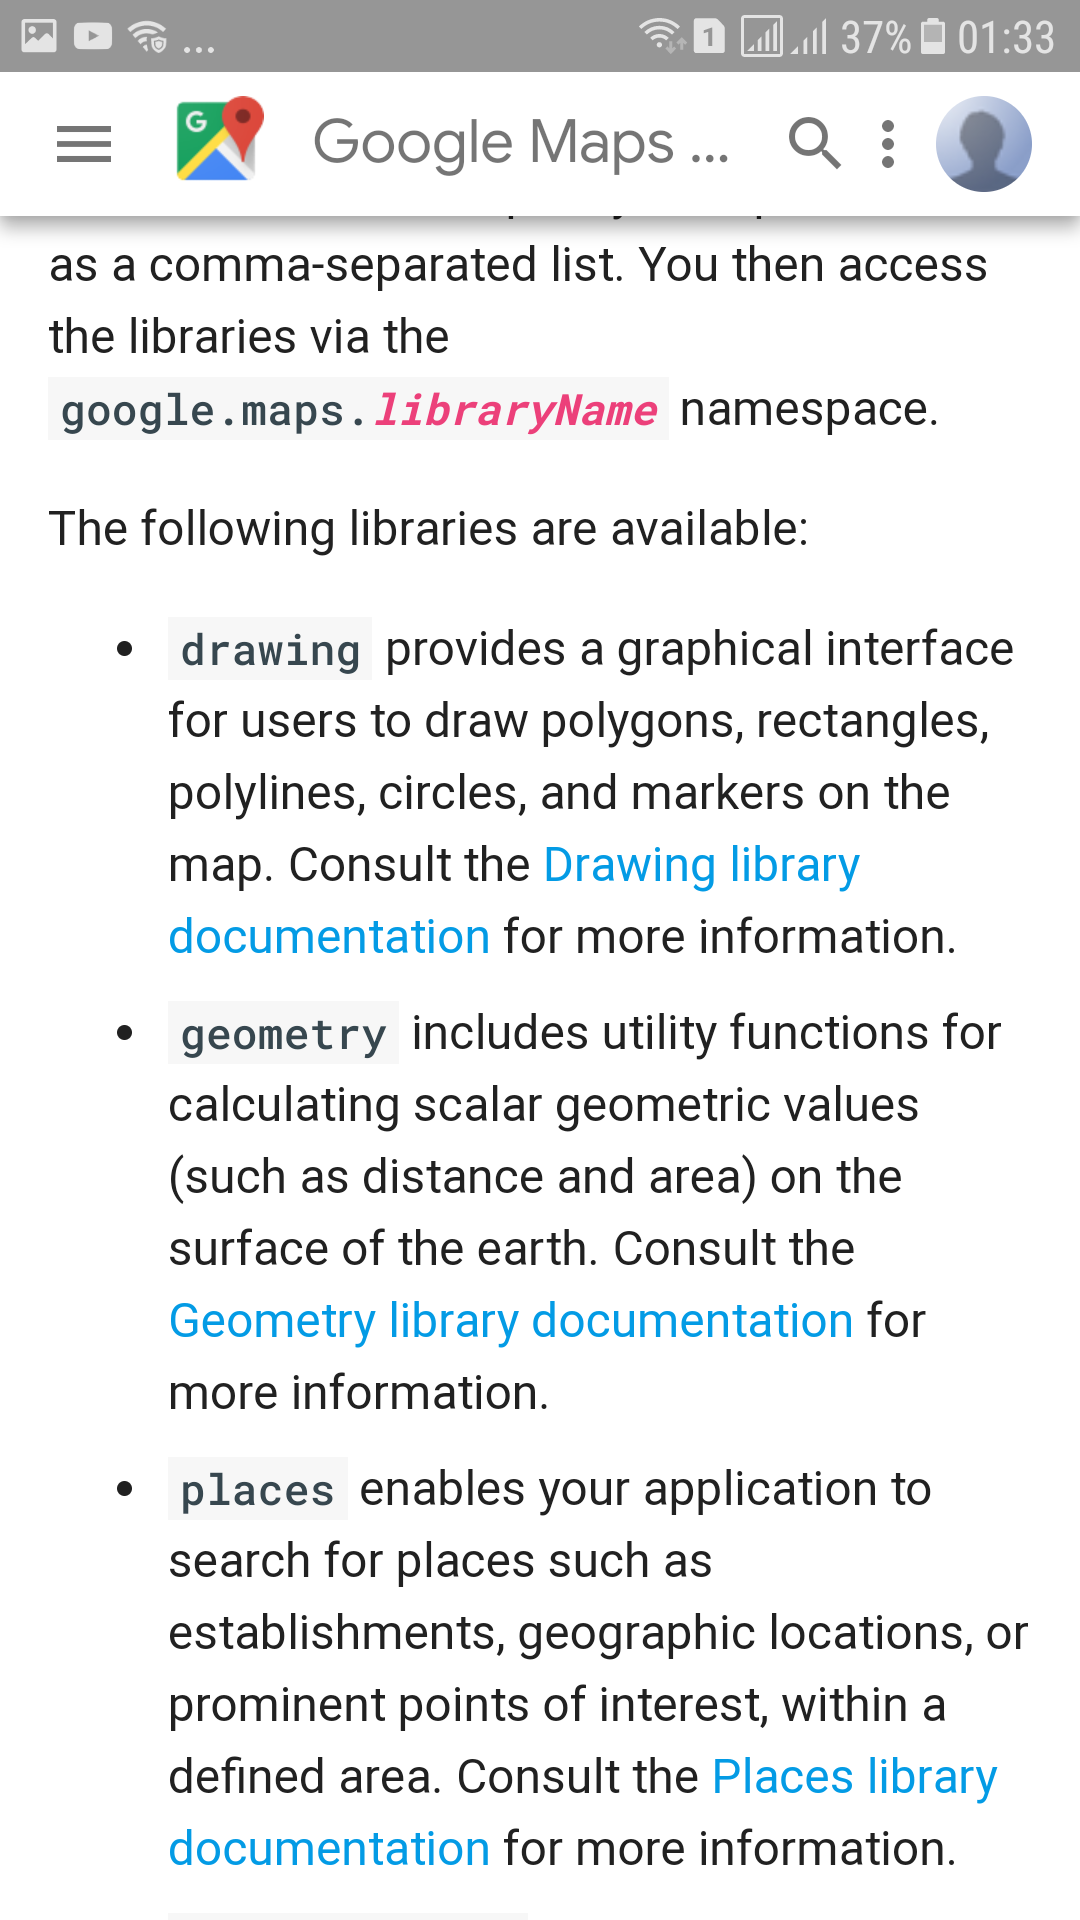 ... 1 37% 01:33
G Google Maps ...
as a comma-separated list. You then access
the libraries via the
google.maps.libraryName namespace.
The following libraries are available:
• drawing provides a graphical interface
for users to draw polygons, rectangles,
polylines, circles, and markers on the
map. Consult the Drawing library
documentation for more information.
• geometry includes utility functions for
calculating scalar geometric values
(such as distance and area) on the
surface of the earth. Consult the
Geometry library documentation for
more information.
• places enables your application to
search for places such as
establishments, geographic locations, or
prominent points of interest, within a
defined area. Consult the Places library
documentation for more information.